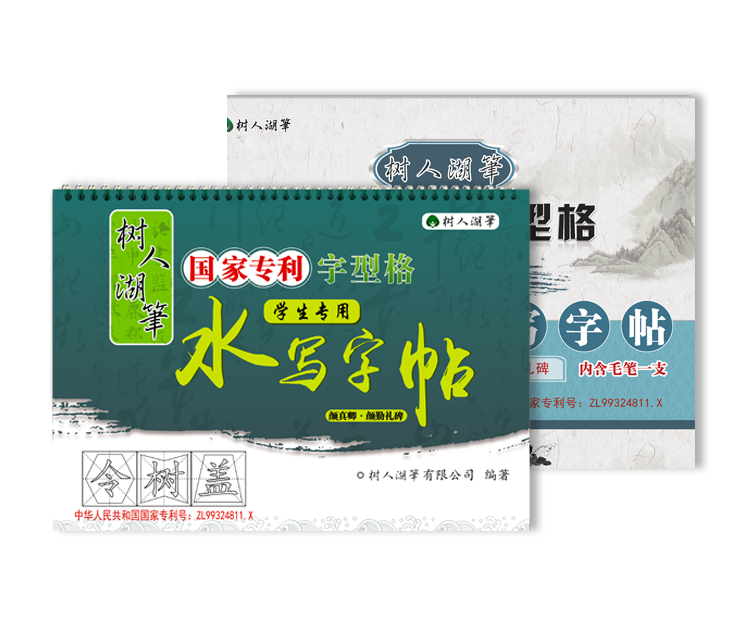 树人湖筆
树人湖筆
型格
字帖
礼碑
内含毛笔一支
家专利号：ZL99324811.X
树人湖筆
树人湖筆
国家专利 字型格
学生专用
水写字帖
颜真卿·颜勤礼碑
令树盖
树人湖筆有限公司 编著
中华人民共和国国家专利号：ZL99324811.X